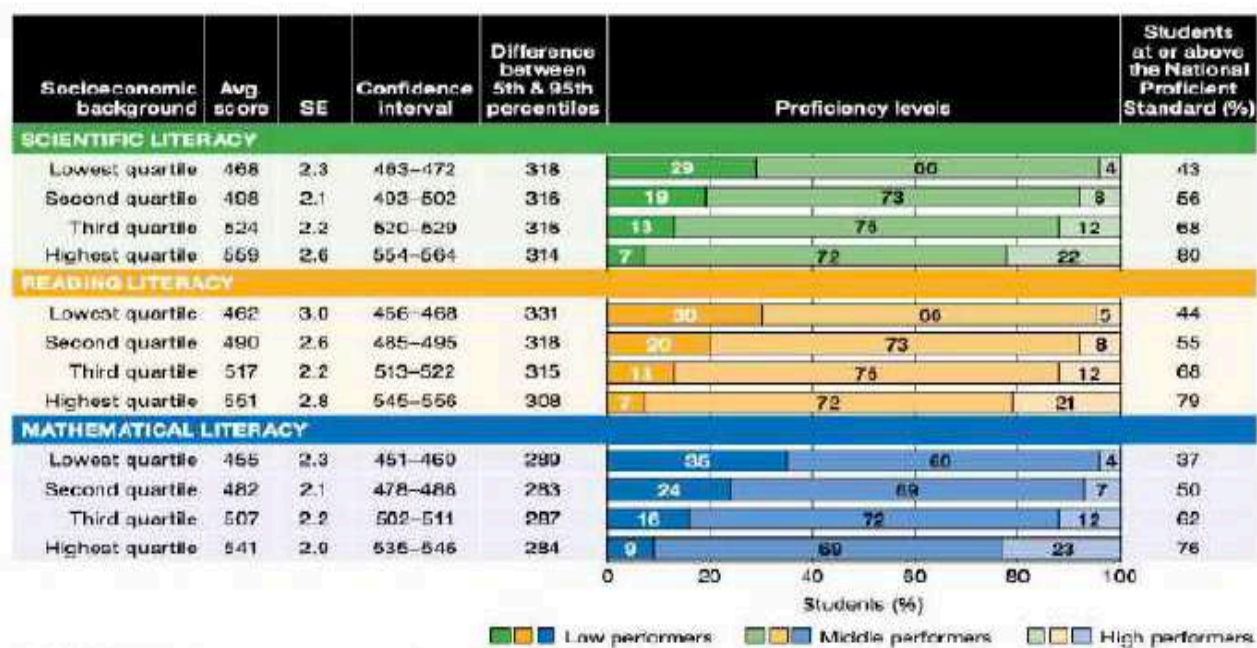 Socioeconomic background Avg score SE Confidence interval Difference between 5th & 95th percentiles Proficiency levels Students at or above the National Proficient Standard (%)
SCIENTIFIC LITERACY
Lowest quartile 468 2.3 463–472 318 29 66 4 43
Second quartile 498 2.1 493–502 316 19 73 8 56
Third quartile 524 2.2 520–529 316 13 75 12 68
Highest quartile 559 2.6 554–564 314 7 72 22 80
READING LITERACY
Lowest quartile 462 3.0 456–468 331 30 66 5 44
Second quartile 490 2.6 485–495 318 20 73 8 55
Third quartile 517 2.2 513–522 315 13 75 12 68
Highest quartile 551 2.8 545–556 308 7 72 21 79
MATHEMATICAL LITERACY
Lowest quartile 455 2.3 451–460 289 35 60 4 37
Second quartile 482 2.1 478–486 283 24 69 7 50
Third quartile 507 2.2 502–511 287 16 72 12 62
Highest quartile 541 2.9 535–546 284 9 69 23 76
0 20 40 60 80 100
Students (%)
Low performers Middle performers High performers